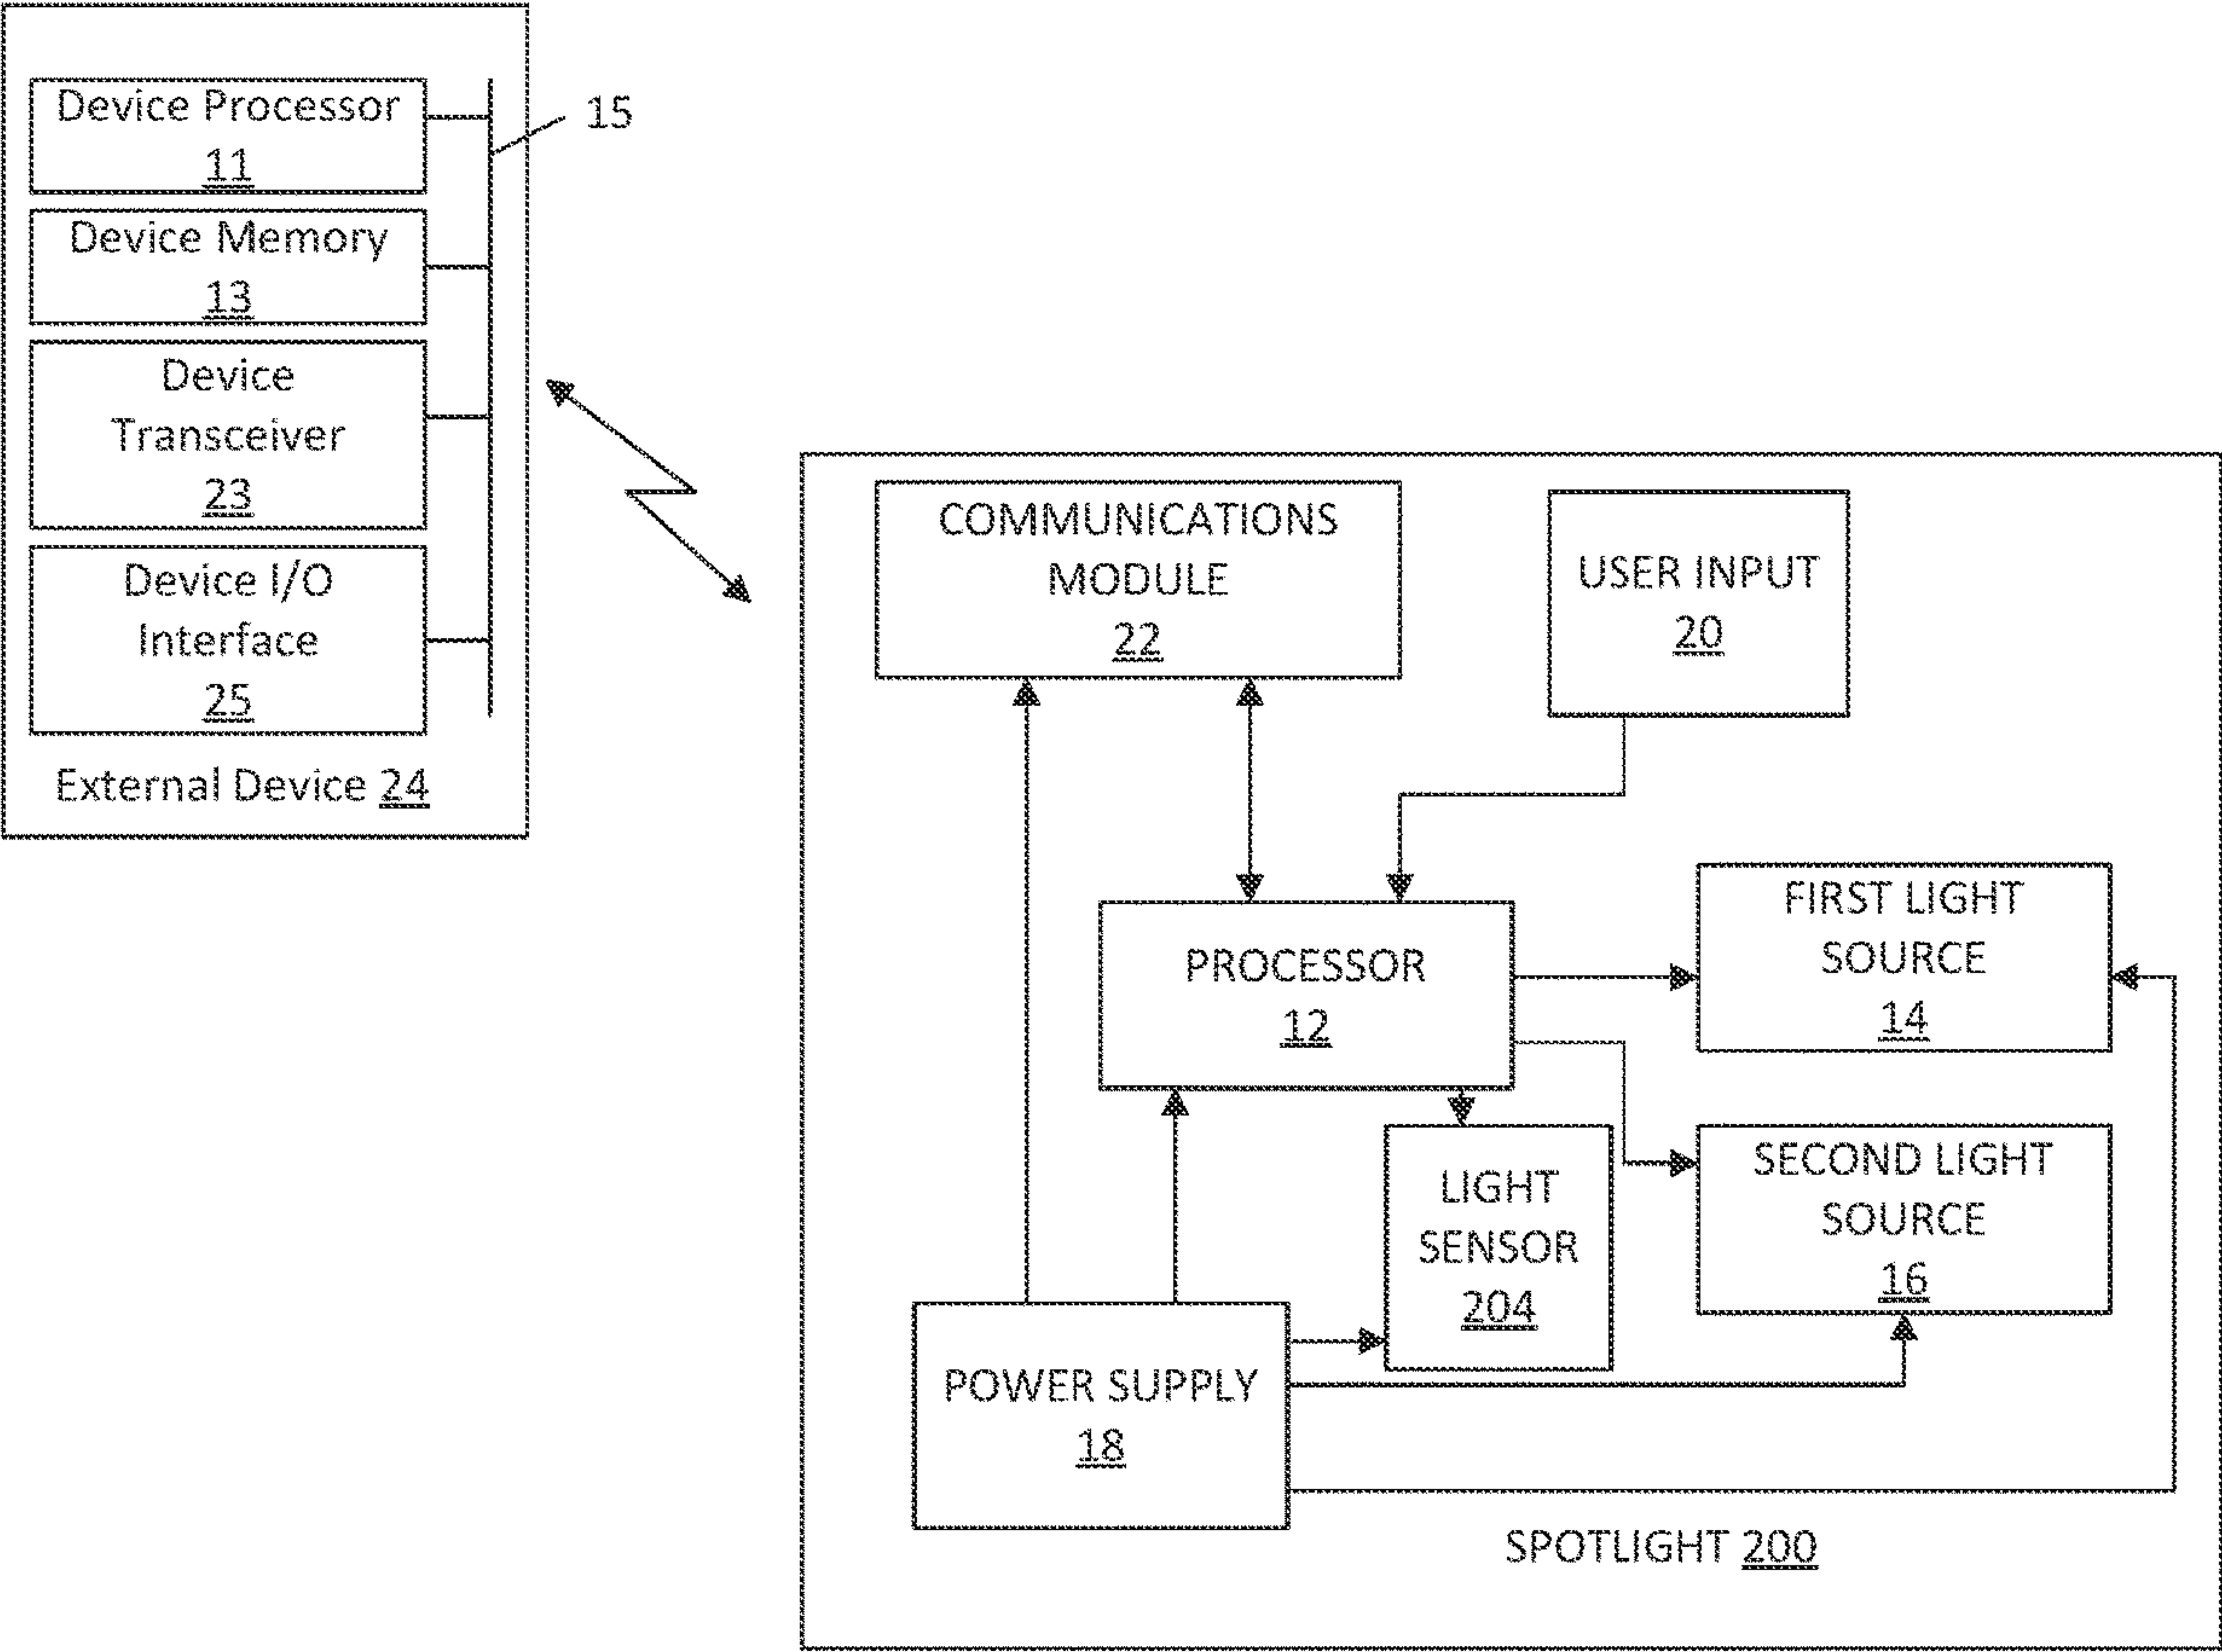 Device Processor
11
15
Device Memory
13
Device
Transceiver
23
Device I/O
Interface
25
External Device 24
COMMUNICATIONS
MODULE
22
USER INPUT
20
PROCESSOR
12
FIRST LIGHT
SOURCE
14
LIGHT
SENSOR
204
SECOND LIGHT
SOURCE
16
POWER SUPPLY
18
SPOTLIGHT 200